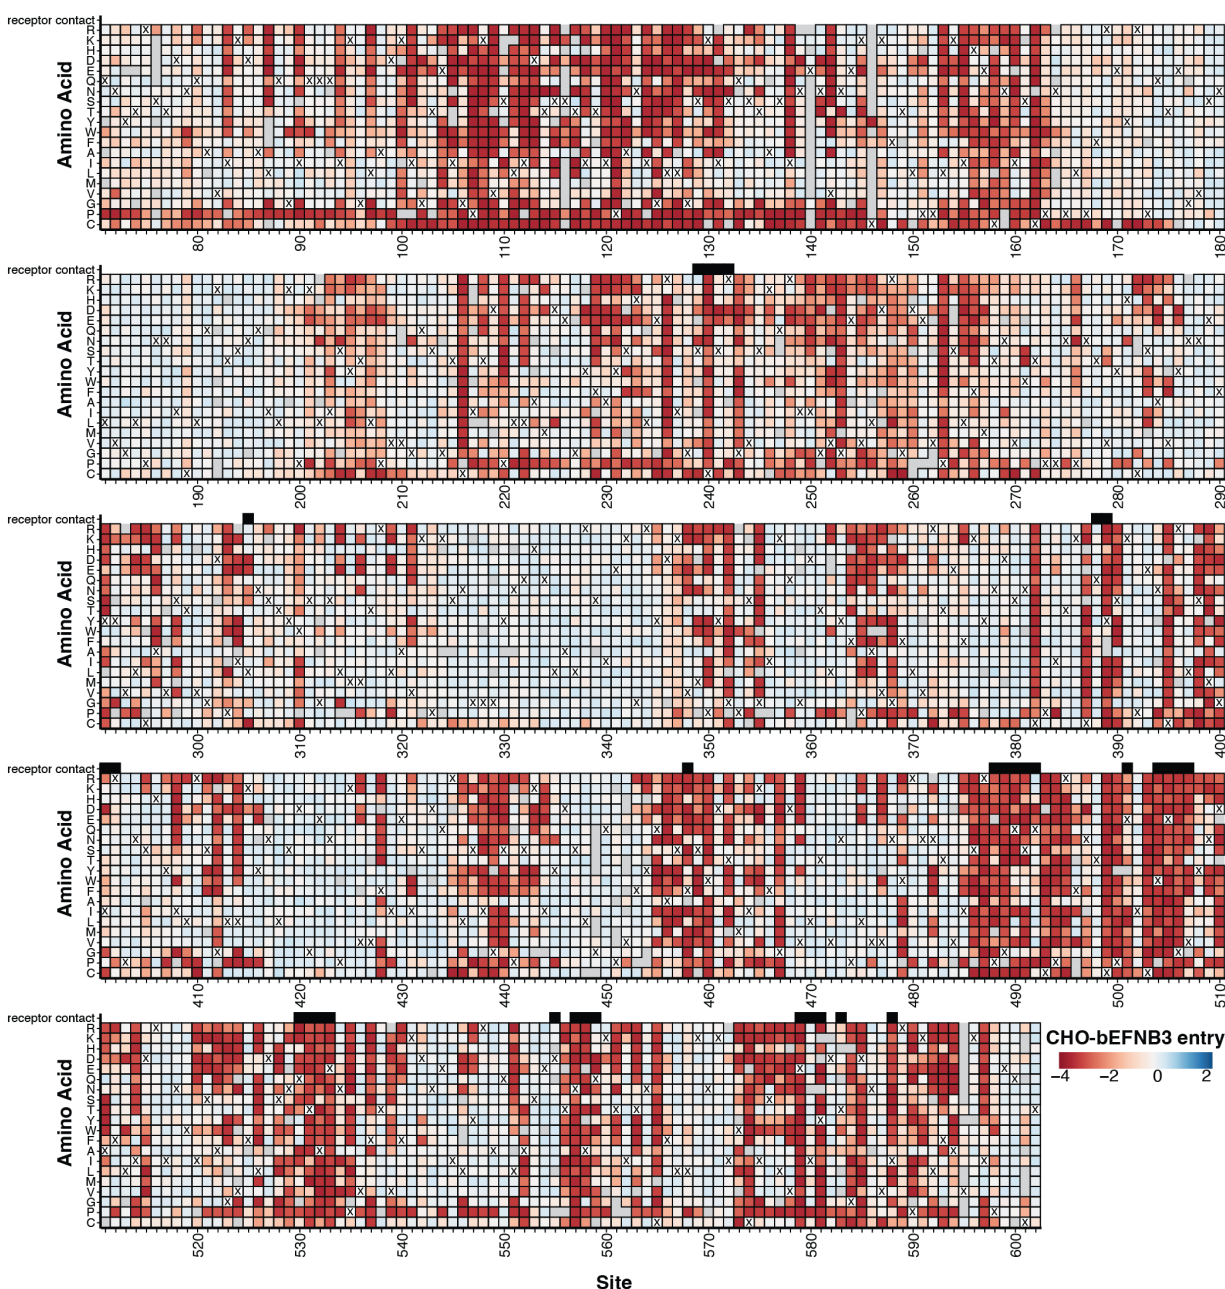 receptor contact
Amino Acid
R
K
H
D
E
Q
N
S
T
Y
W
F
A
I
L
M
V
G
P
C
80 90 100 110 120 130 140 150 160 170 180
receptor contact
Amino Acid
R
K
H
D
E
Q
N
S
T
Y
W
F
A
I
L
M
V
G
P
C
190 200 210 220 230 240 250 260 270 280 290
receptor contact
Amino Acid
R
K
H
D
E
Q
N
S
T
Y
W
F
A
I
L
M
V
G
P
C
300 310 320 330 340 350 360 370 380 390 400
receptor contact
Amino Acid
R
K
H
D
E
Q
N
S
T
Y
W
F
A
I
L
M
V
G
P
C
410 420 430 440 450 460 470 480 490 500 510
receptor contact
Amino Acid
R
K
H
D
E
Q
N
S
T
Y
W
F
A
I
L
M
V
G
P
C
520 530 540 550 560 570 580 590 600
CHO-bEFNB3 entry
−4 −2 0 2
Site